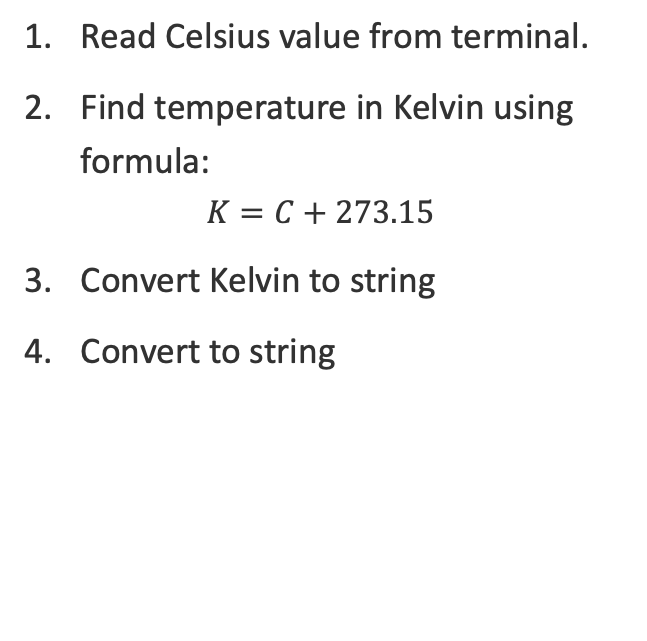 1. Read Celsius value from terminal.
2. Find temperature in Kelvin using
formula:
K = C + 273.15
3. Convert Kelvin to string
4. Convert to string